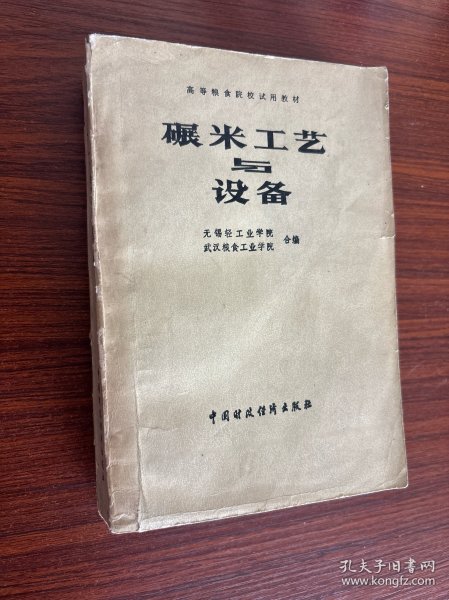 高等粮食院校试用教材
碾米工艺
与
设备
无锡轻工业学院
武汉粮食工业学院 合编
中国财政经济出版社
孔夫子旧书网
www.kongfz.com